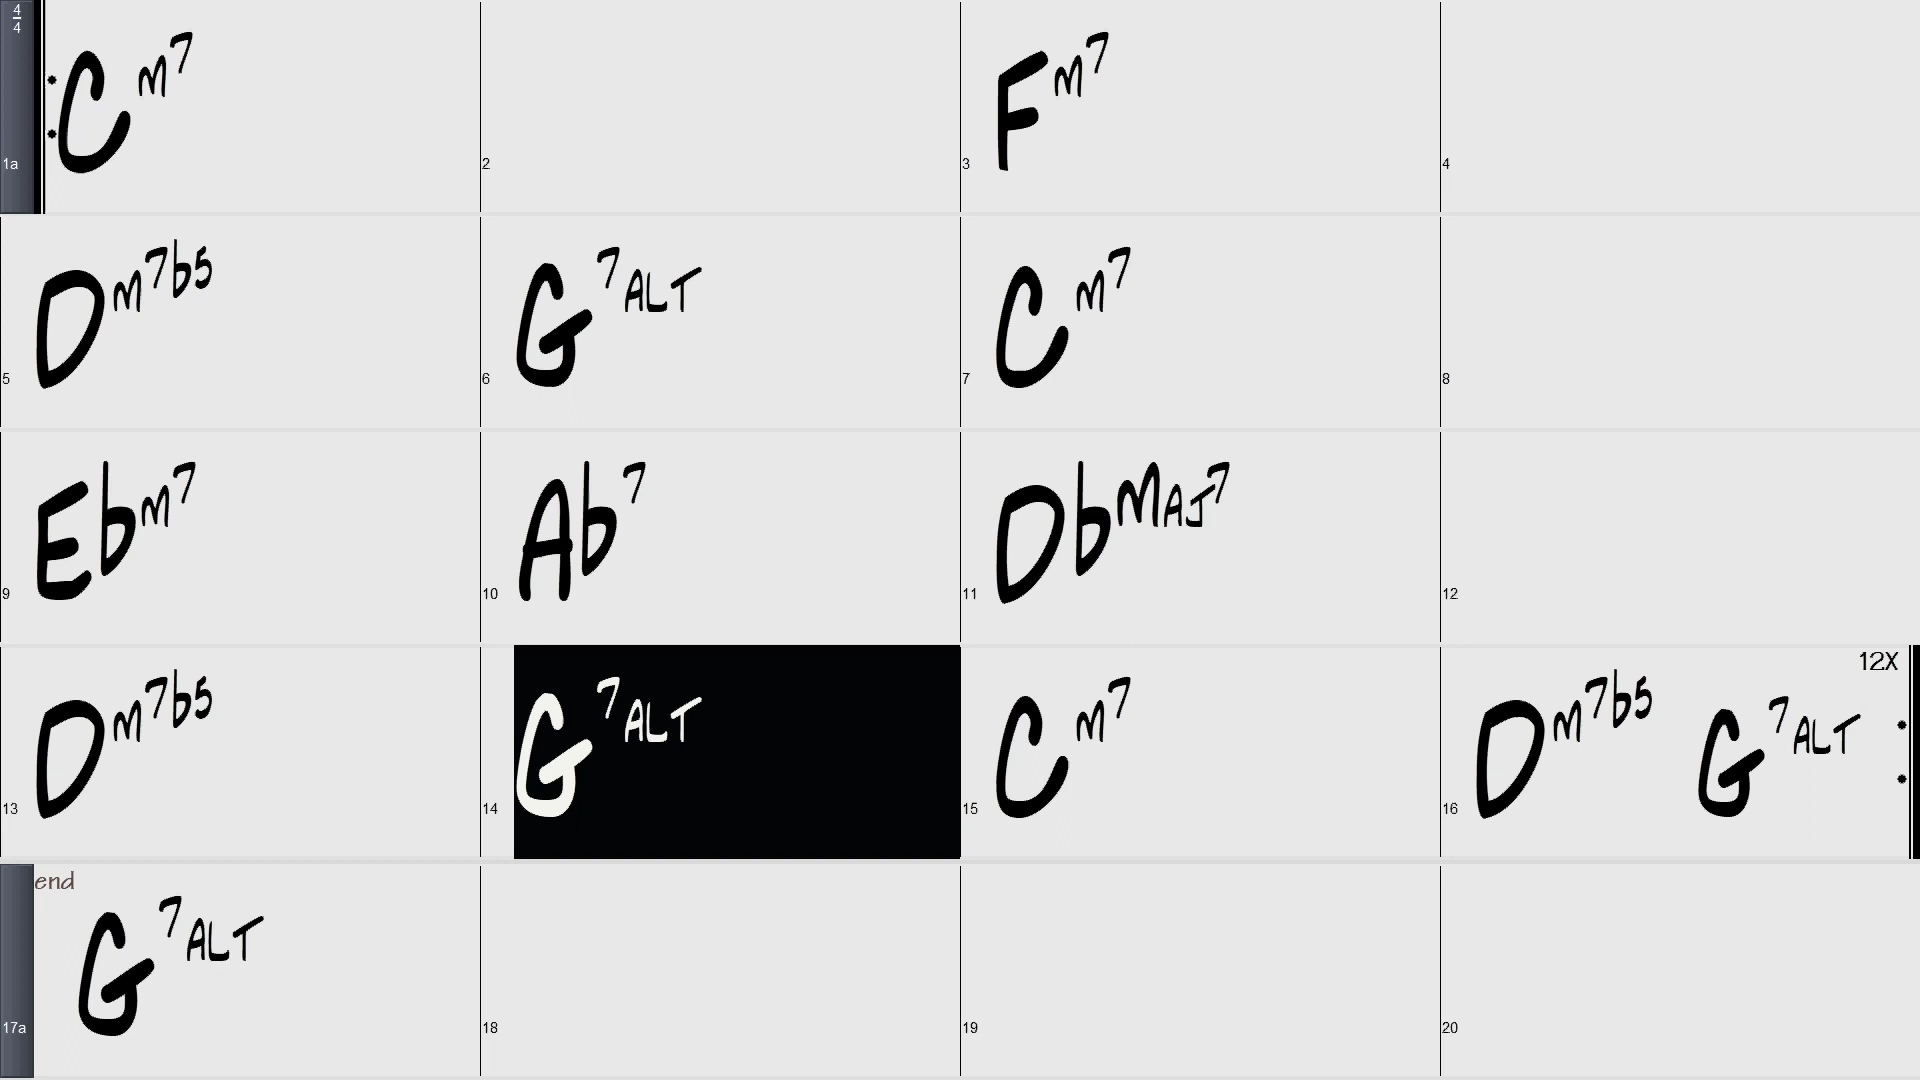 4
4
Cm7 Fm7
1a 2 3 4
Dm7b5 G7ALT Cm7
5 6 7 8
Ebm7 Ab7 DbMAJ7
9 10 11 12
12X
Dm7b5 G7ALT Cm7 Dm7b5 G7ALT
13 14 15 16
end
G7ALT
17a 18 19 20